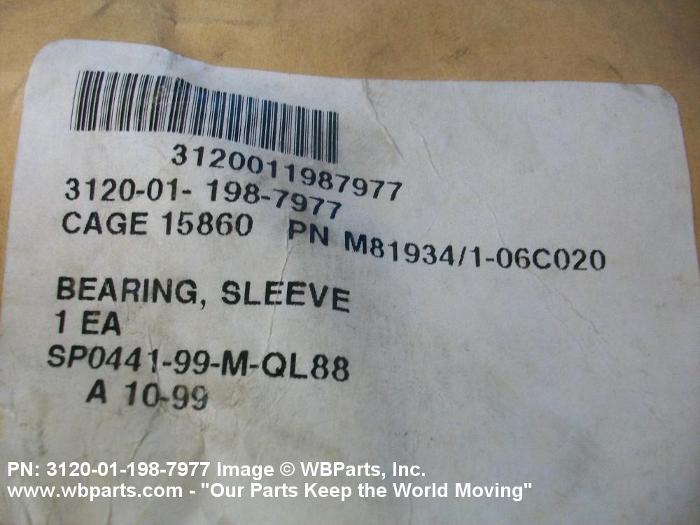 3120011987977
3120-01- 198-7977
CAGE 15860 PN M81934/1-06C020
BEARING, SLEEVE
1 EA
SP0441-99-M-QL88
A 10-99
PN: 3120-01-198-7977 Image © WBParts, Inc.
www.wbparts.com - "Our Parts Keep the World Moving"